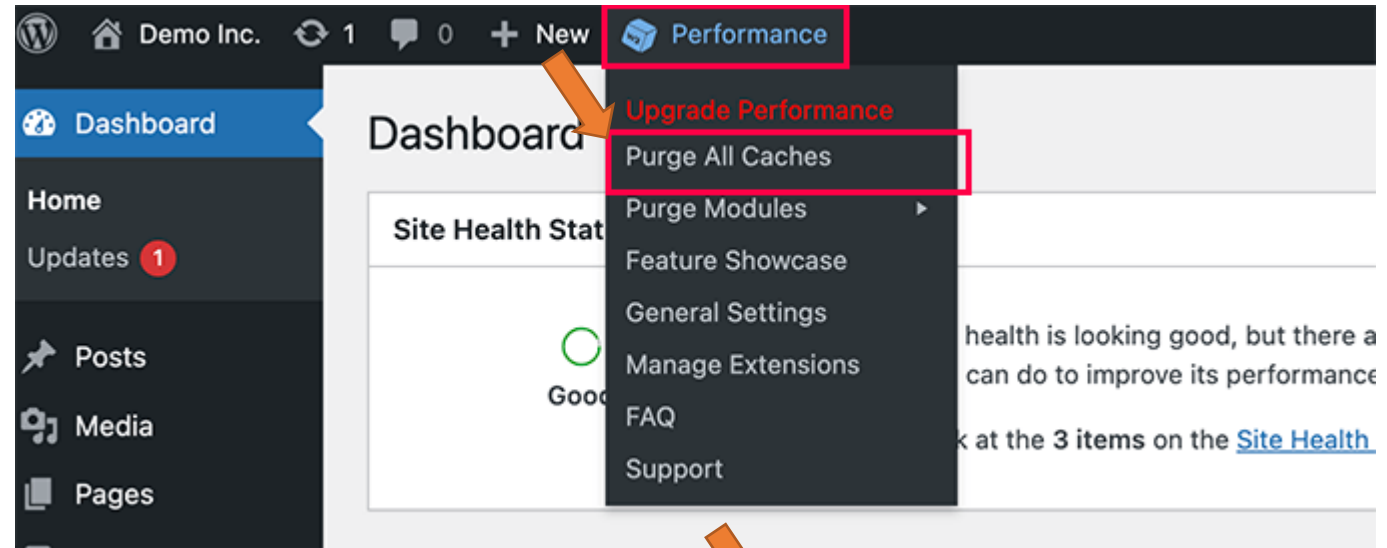 Demo Inc. 1 0 + New Performance
Dashboard
Home
Updates 1
Posts
Media
Pages
Dashboard
Upgrade Performance
Purge All Caches
Purge Modules
Feature Showcase
General Settings
Manage Extensions
FAQ
Support
Site Health Stat
Good
health is looking good, but there a
can do to improve its performance
k at the 3 items on the Site Health